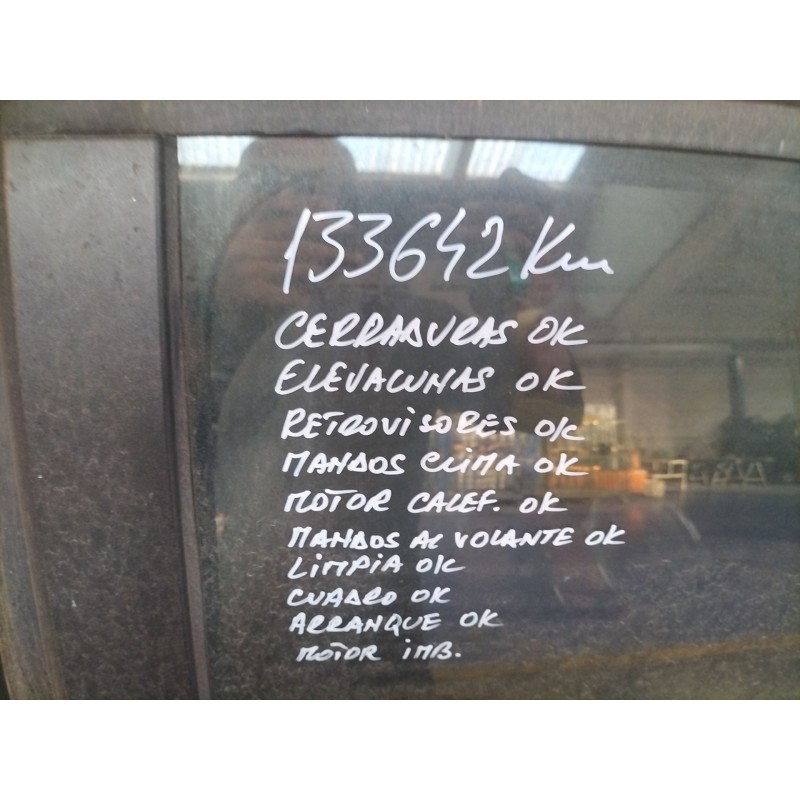 133642 Km
CERRADURAS OK
ELEVALUNAS OK
RETROVISORES OK
MANDOS CLIMA OK
MOTOR CALEF. OK
MANDOS AL VOLANTE OK
LIMPIA OK
CUADRO OK
ARRANQUE OK
MOTOR IMB.